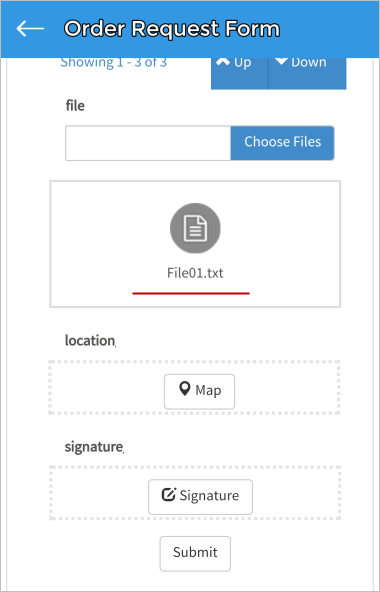 Order Request Form
Showing 1 - 3 of 3
Up
Down
file
Choose Files
File01.txt
location
Map
signature
Signature
Submit